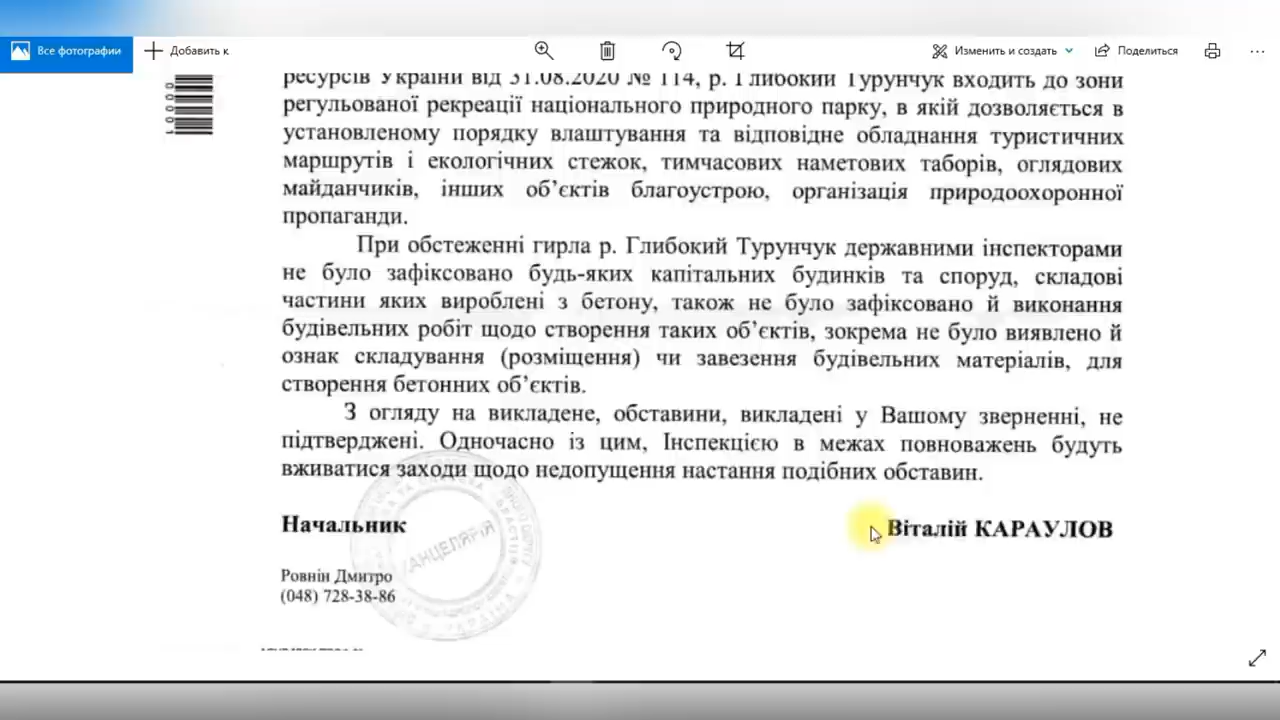 Все фотографии
Добавить к
Изменить и создать
Поделиться
ресурсів України від 31.08.2020 № 114, р. Глибокий Турунчук входить до зони
регульованої рекреації національного природного парку, в якій дозволяється в
установленому порядку влаштування та відповідне обладнання туристичних
маршрутів і екологічних стежок, тимчасових наметових таборів, оглядових
майданчиків, інших об’єктів благоустрою, організація природоохоронної
пропаганди.
При обстеженні гирла р. Глибокий Турунчук державними інспекторами
не було зафіксовано будь-яких капітальних будинків та споруд, складові
частини яких вироблені з бетону, також не було зафіксовано й виконання
будівельних робіт щодо створення таких об’єктів, зокрема не було виявлено й
ознак складування (розміщення) чи завезення будівельних матеріалів, для
створення бетонних об’єктів.
З огляду на викладене, обставини, викладені у Вашому зверненні, не
підтверджені. Одночасно із цим, Інспекцією в межах повноважень будуть
вживатися заходи щодо недопущення настання подібних обставин.
Начальник
Віталій КАРАУЛОВ
КАНЦЕЛЯРІЯ
Ровнін Дмитро
(048) 728-38-86